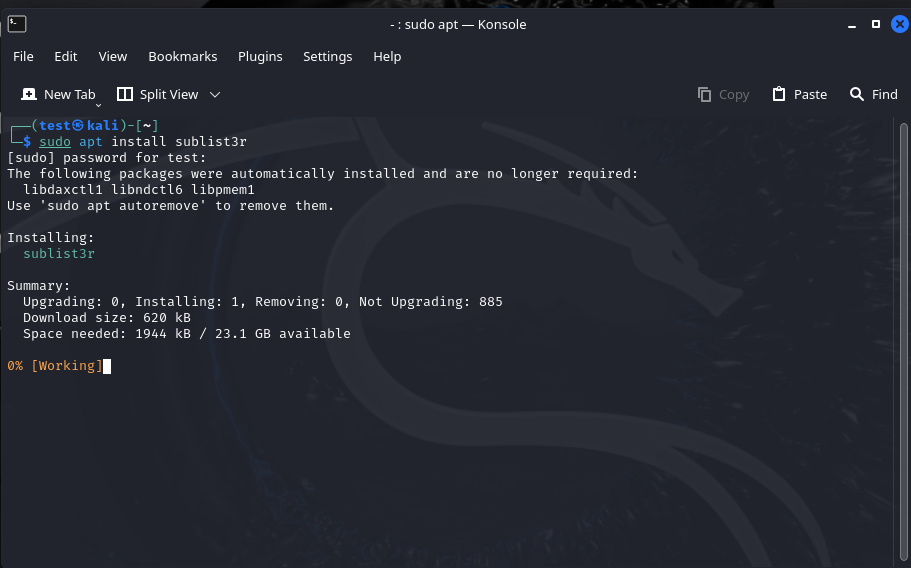 - : sudo apt — Konsole
File Edit View Bookmarks Plugins Settings Help
New Tab Split View Copy Paste Find
┌──(test㉿kali)-[~]
└─$ sudo apt install sublist3r
[sudo] password for test:
The following packages were automatically installed and are no longer required:
  libdaxctl1 libndctl6 libpmem1
Use 'sudo apt autoremove' to remove them.
Installing:
  sublist3r
Summary:
  Upgrading: 0, Installing: 1, Removing: 0, Not Upgrading: 885
  Download size: 620 kB
  Space needed: 1944 kB / 23.1 GB available
0% [Working]